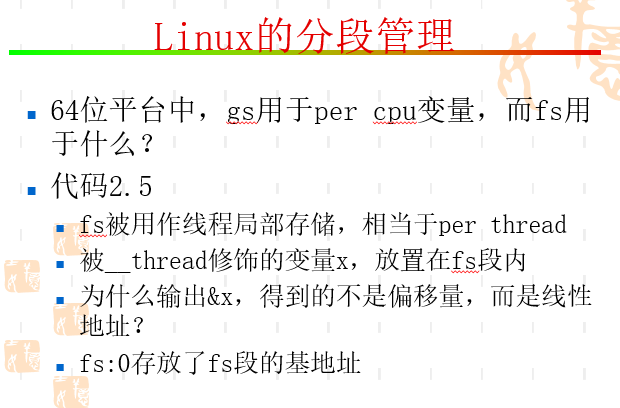 Linux的分段管理
64位平台中，gs用于per cpu变量，而fs用
于什么？
代码2.5
fs被用作线程局部存储，相当于per thread
被__thread修饰的变量x，放置在fs段内
为什么输出&x，得到的不是偏移量，而是线性
地址？
fs:0存放了fs段的基地址